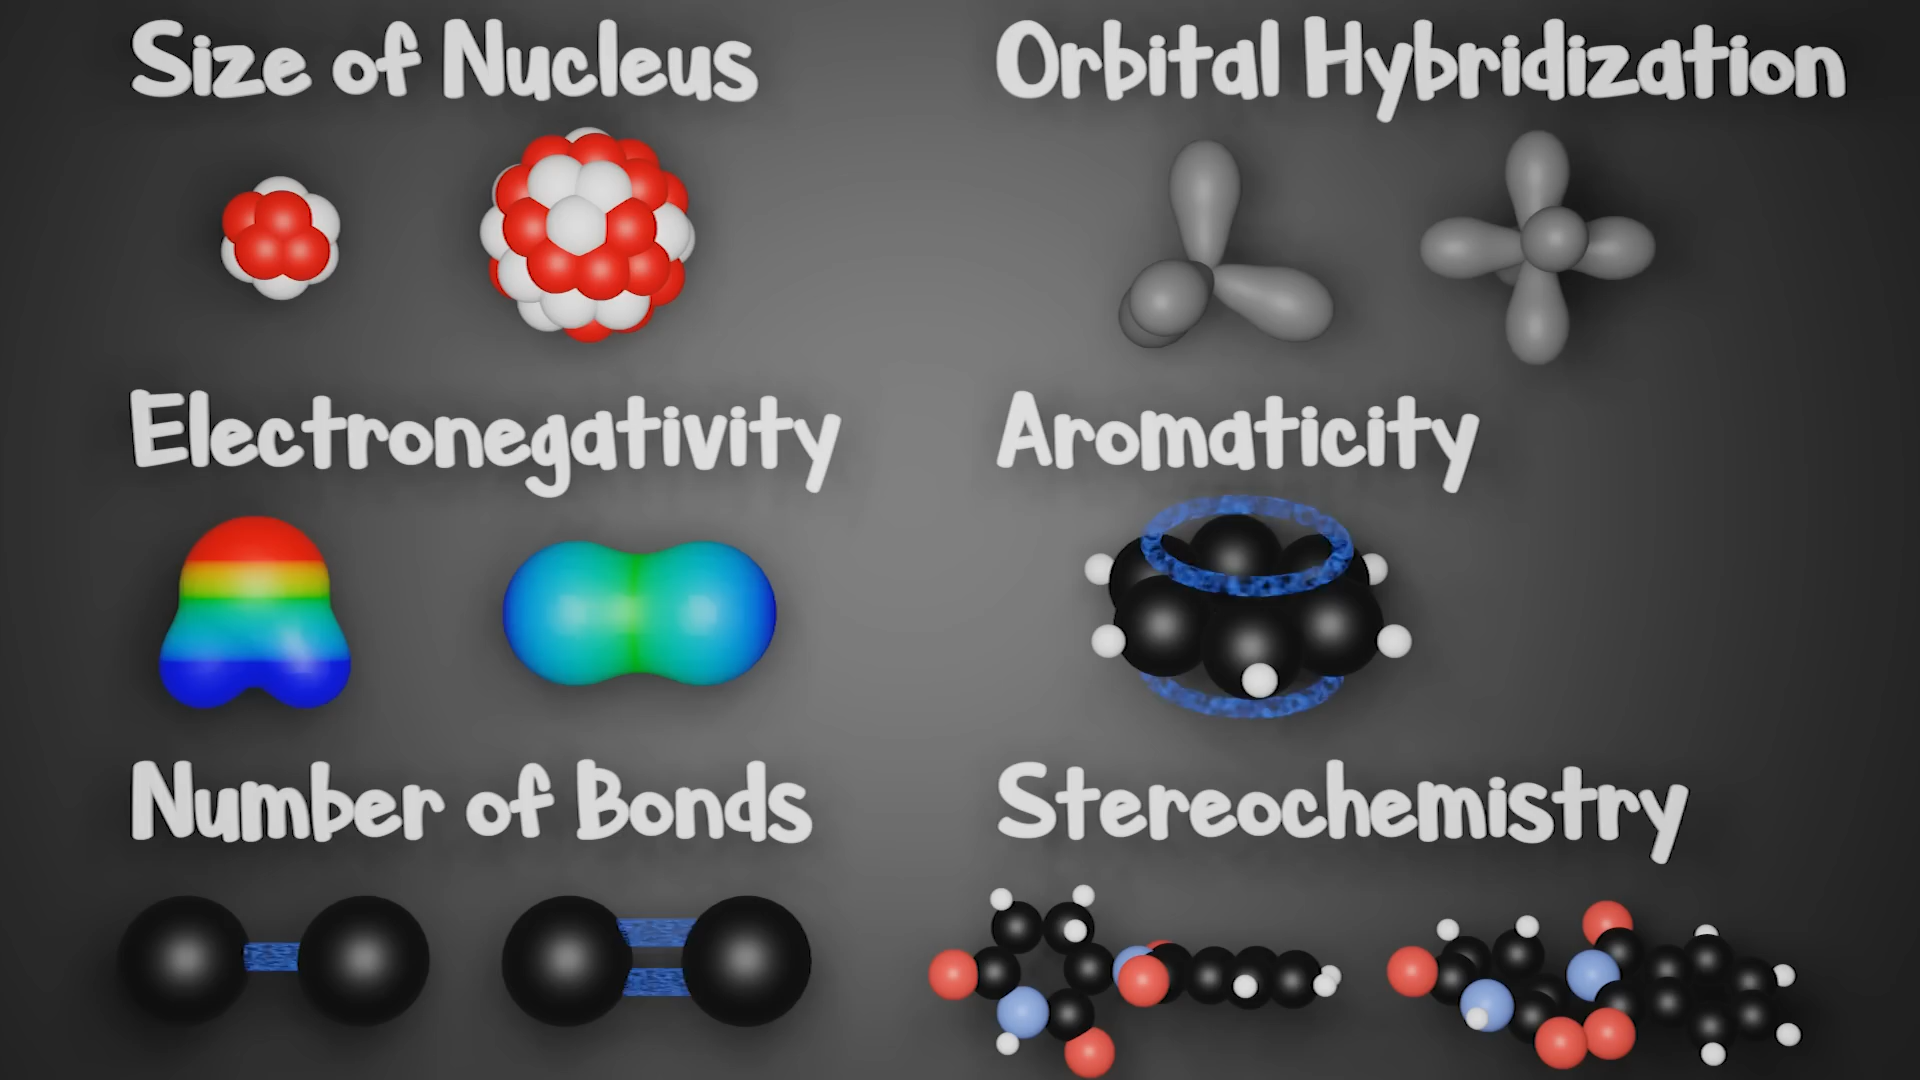 Size of Nucleus
Orbital Hybridization
Electronegativity
Aromaticity
Number of Bonds
Stereochemistry